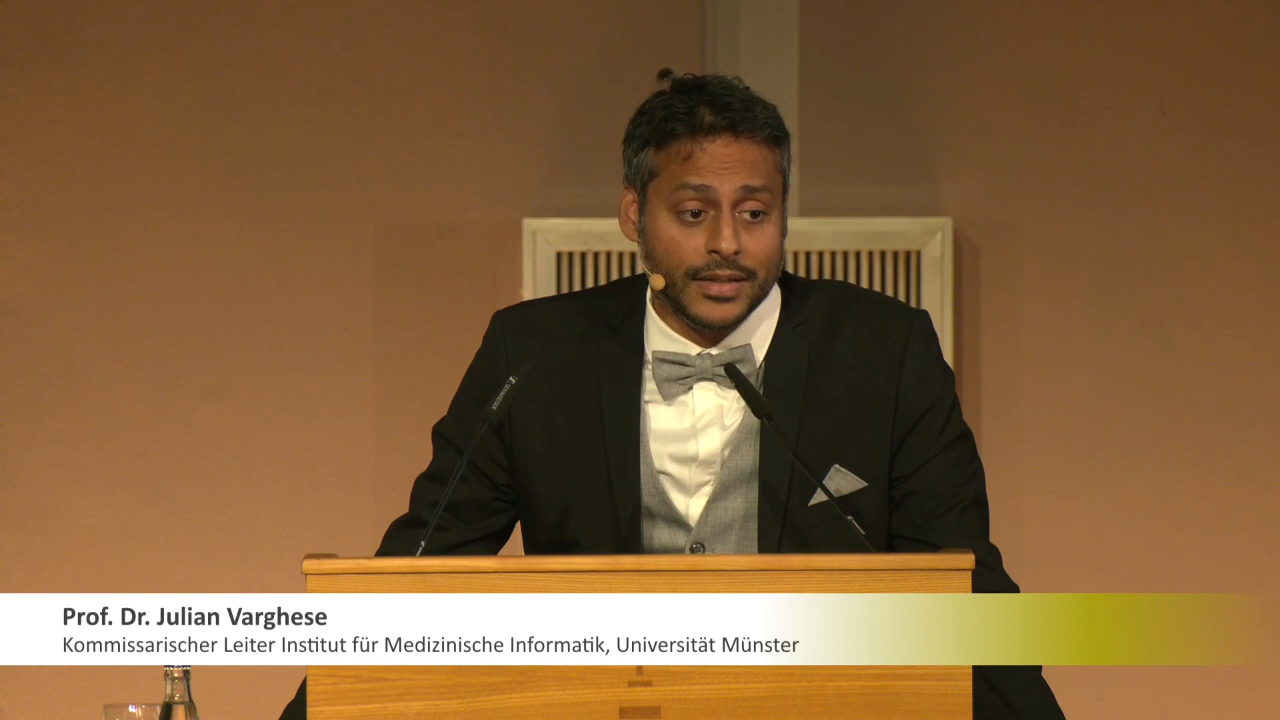 Prof. Dr. Julian Varghese
Kommissarischer Leiter Institut für Medizinische Informatik, Universität Münster